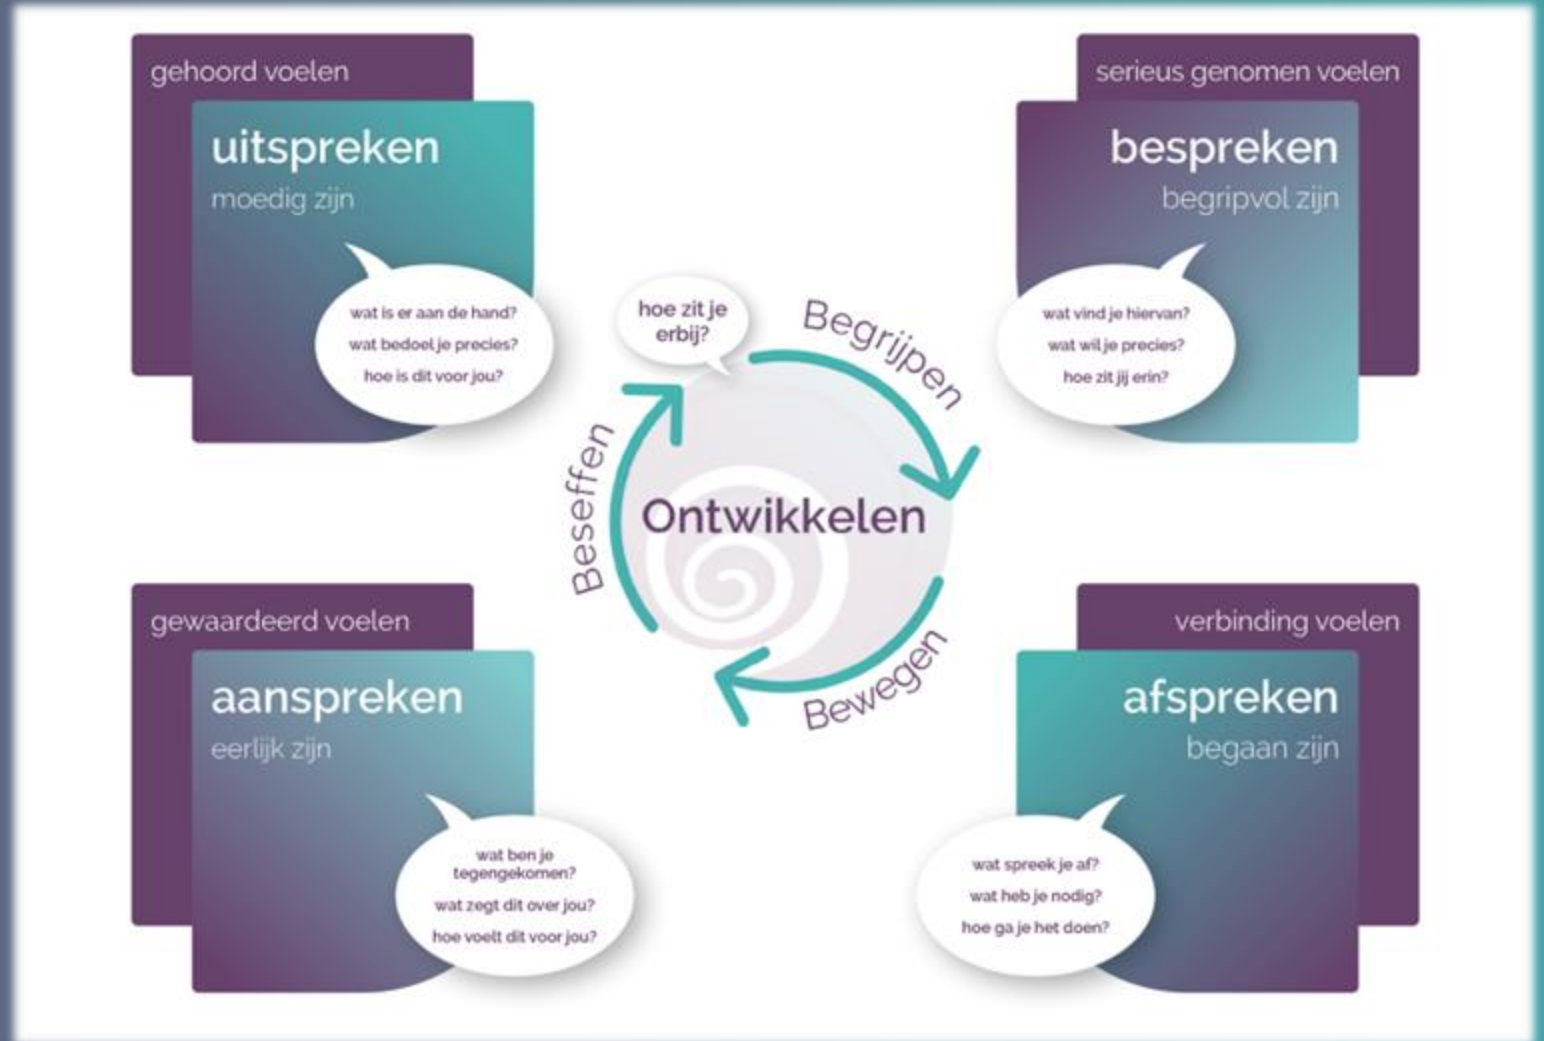 gehoord voelen
uitspreken
moedig zijn
wat is er aan de hand?
wat bedoel je precies?
hoe is dit voor jou?
serieus genomen voelen
bespreken
begripvol zijn
wat vind je hiervan?
wat wil je precies?
hoe zit jij erin?
hoe zit je
erbij?
Begrijpen
Beseffen
Ontwikkelen
Bewegen
gewaardeerd voelen
aanspreken
eerlijk zijn
wat ben je
tegengekomen?
wat zegt dit over jou?
hoe voelt dit voor jou?
verbinding voelen
afspreken
begaan zijn
wat spreek je af?
wat heb je nodig?
hoe ga je het doen?